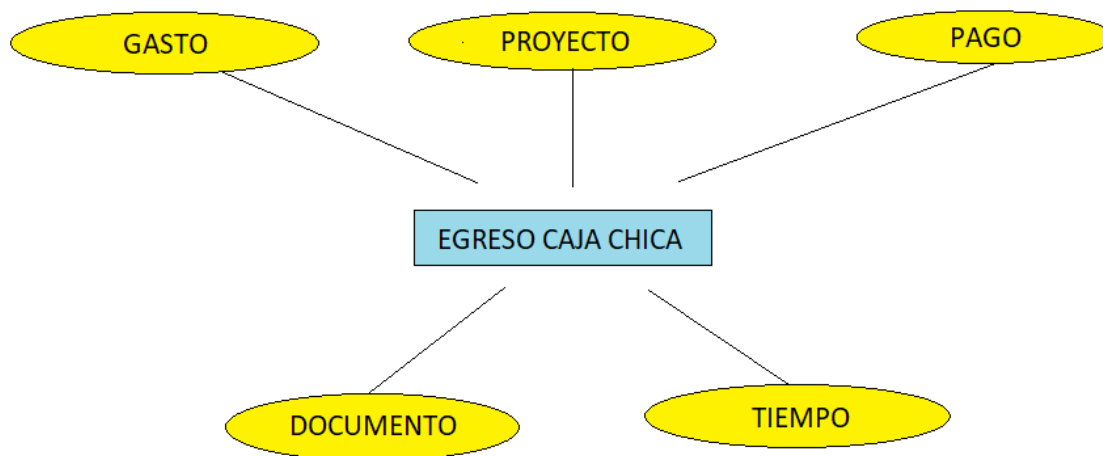 GASTO
PROYECTO
PAGO
EGRESO CAJA CHICA
DOCUMENTO
TIEMPO